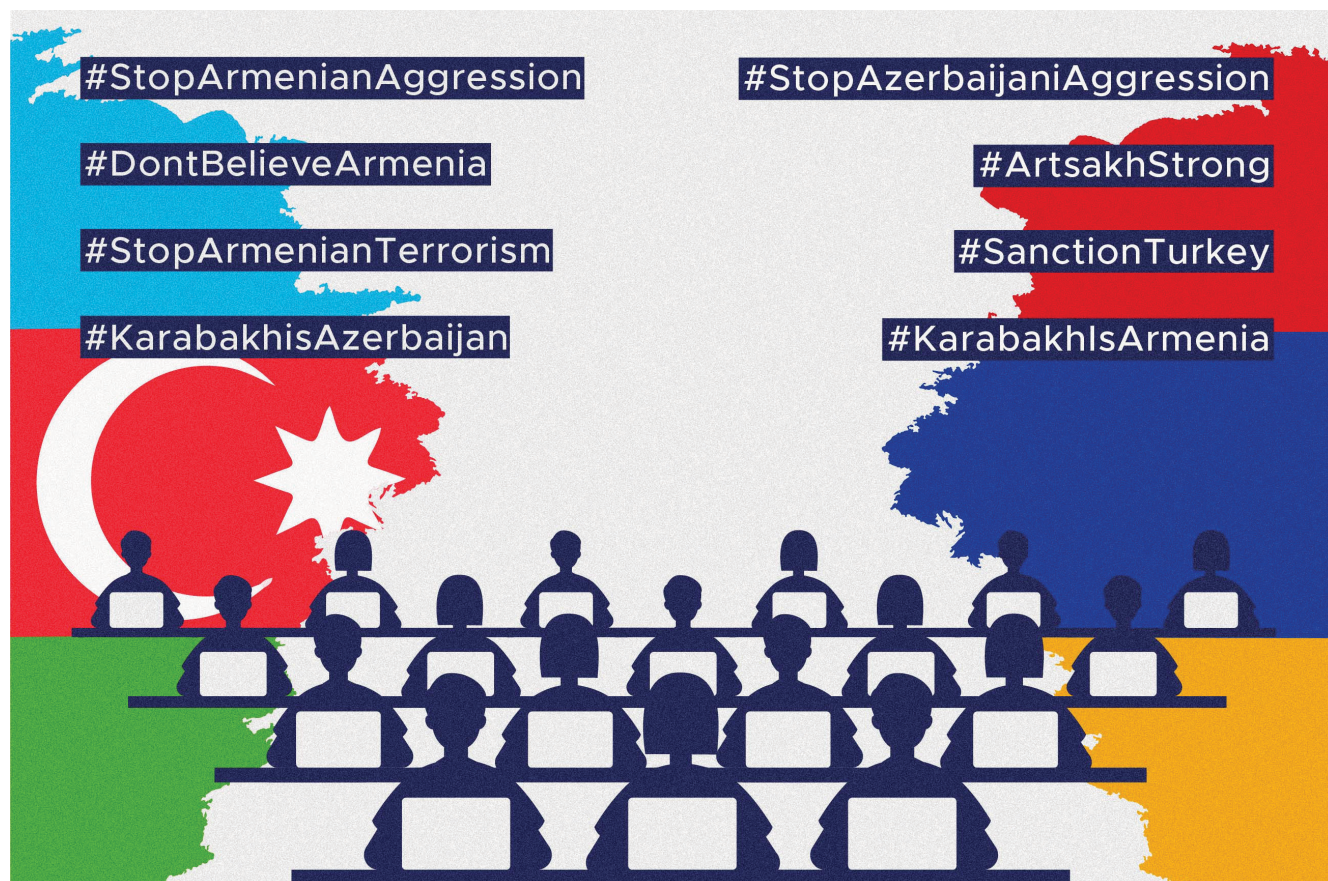 #StopArmenianAggression
#DontBelieveArmenia
#StopArmenianTerrorism
#KarabakhisAzerbaijan
#StopAzerbaijaniAggression
#ArtsakhStrong
#SanctionTurkey
#KarabakhIsArmenia